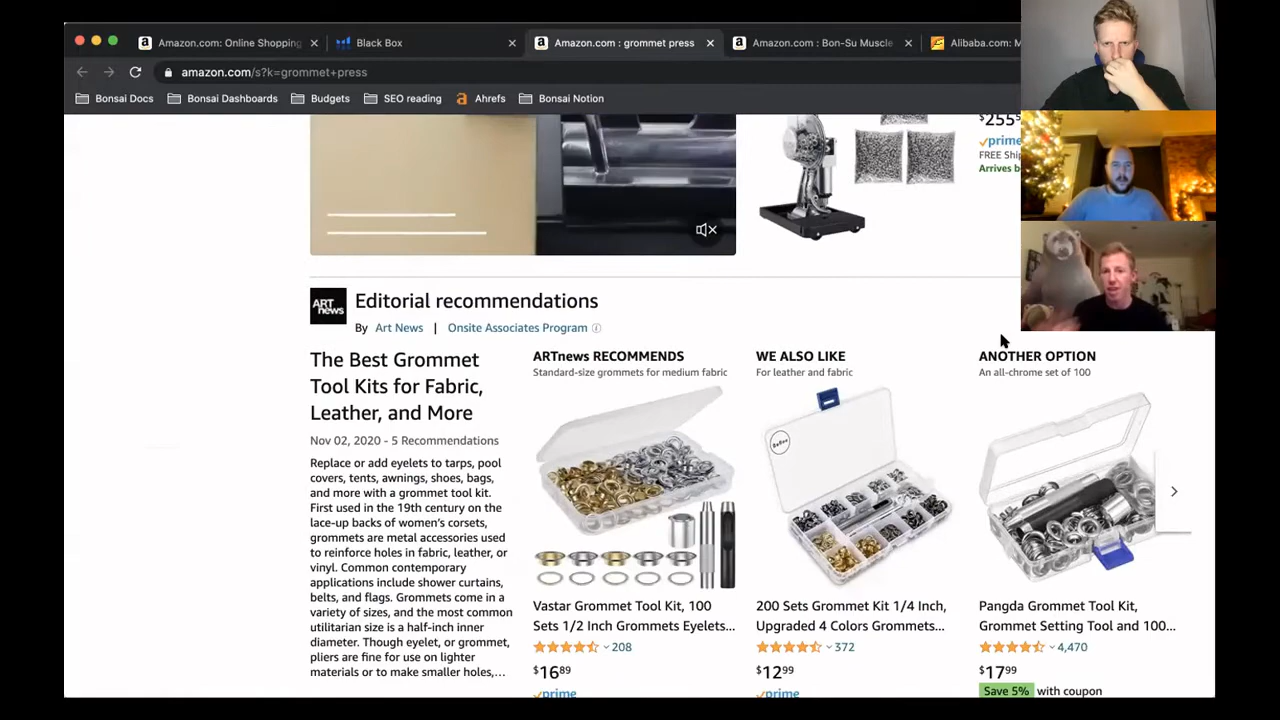 Amazon.com: Online Shopping
Black Box
Amazon.com : grommet press
Amazon.com : Bon-Su Muscle
Alibaba.com: M
amazon.com/s?k=grommet+press
Bonsai Docs
Bonsai Dashboards
Budgets
SEO reading
Ahrefs
Bonsai Notion
$255
prime
FREE Ship
Arrives b
ART news
Editorial recommendations
By Art News | Onsite Associates Program
The Best Grommet
Tool Kits for Fabric,
Leather, and More
Nov 02, 2020 - 5 Recommendations
Replace or add eyelets to tarps, pool
covers, tents, awnings, shoes, bags,
and more with a grommet tool kit.
First used in the 19th century on the
lace-up backs of women's corsets,
grommets are metal accessories used
to reinforce holes in fabric, leather, or
vinyl. Common contemporary
applications include shower curtains,
belts, and flags. Grommets come in a
variety of sizes, and the most common
utilitarian size is a half-inch inner
diameter. Though eyelet, or grommet,
pliers are fine for use on lighter
materials or to make smaller holes,...
ARTnews RECOMMENDS
Standard-size grommets for medium fabric
Vastar Grommet Tool Kit, 100
Sets 1/2 Inch Grommets Eyelets...
208
$16 89
prime
WE ALSO LIKE
For leather and fabric
200 Sets Grommet Kit 1/4 Inch,
Upgraded 4 Colors Grommets...
372
$12 99
prime
ANOTHER OPTION
An all-chrome set of 100
Pangda Grommet Tool Kit,
Grommet Setting Tool and 100...
4,470
$17 99
Save 5% with coupon